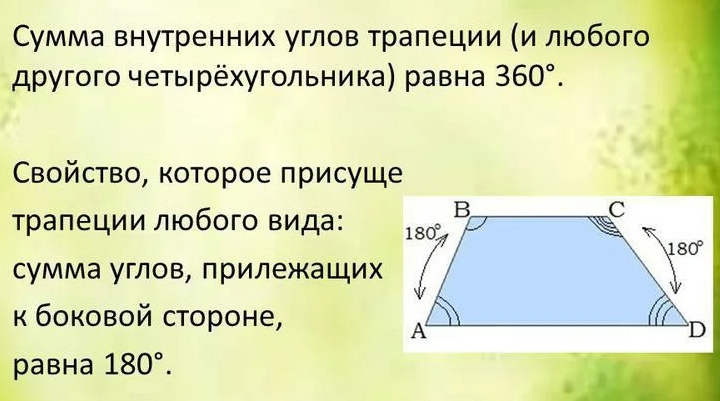 Сумма внутренних углов трапеции (и любого
другого четырёхугольника) равна 360°.
Свойство, которое присуще
трапеции любого вида:
сумма углов, прилежащих
к боковой стороне,
равна 180°.
B C
180° 180°
A D